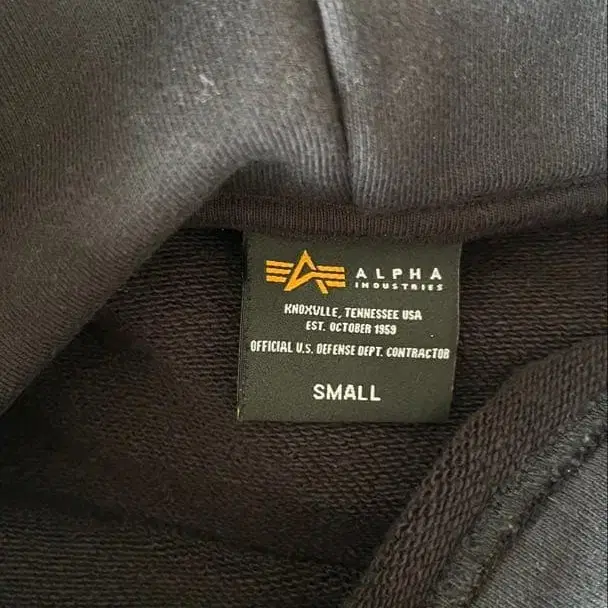 ALPHA
INDUSTRIES
KNOXVLLE, TENNESSEE USA
EST. OCTOBER 1959
OFFICIAL U.S. DEFENSE DEPT. CONTRACTOR
SMALL